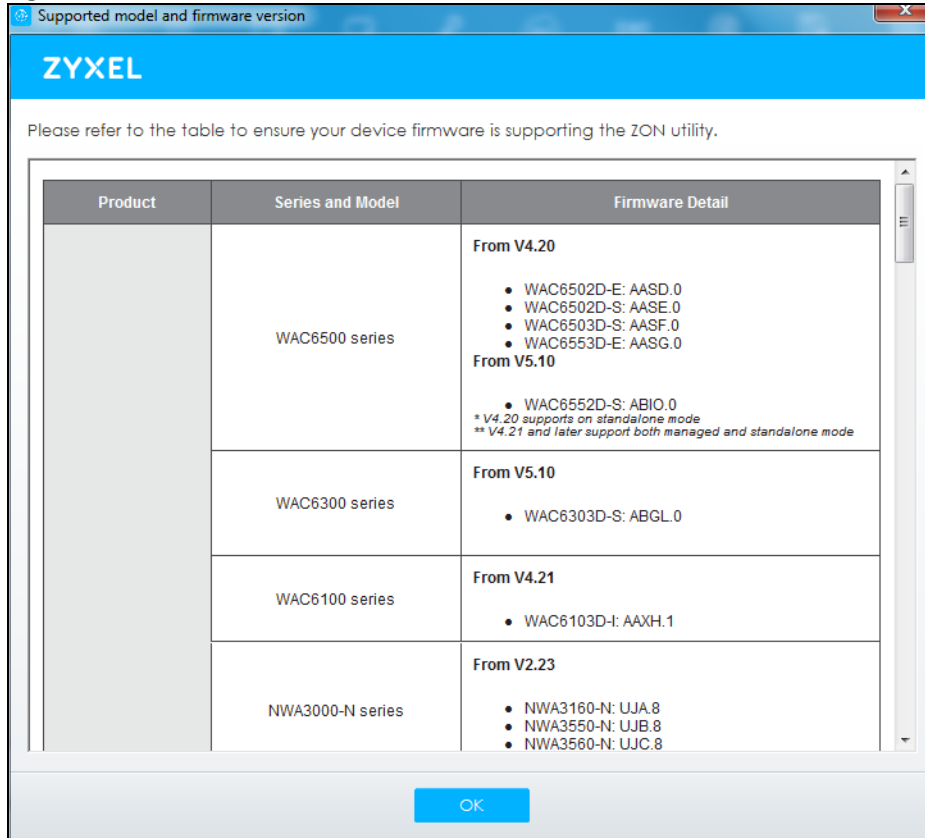 Supported model and firmware version
ZYXEL
Please refer to the table to ensure your device firmware is supporting the ZON utility.
Product
Series and Model
Firmware Detail
WAC6500 series
From V4.20
• WAC6502D-E: AASD.0
• WAC6502D-S: AASE.0
• WAC6503D-S: AASF.0
• WAC6553D-E: AASG.0
From V5.10
• WAC6552D-S: ABIO.0
* V4.20 supports on standalone mode
** V4.21 and later support both managed and standalone mode
WAC6300 series
From V5.10
• WAC6303D-S: ABGL.0
WAC6100 series
From V4.21
• WAC6103D-I: AAXH.1
NWA3000-N series
From V2.23
• NWA3160-N: UJA.8
• NWA3550-N: UJB.8
• NWA3560-N: UJC.8
OK